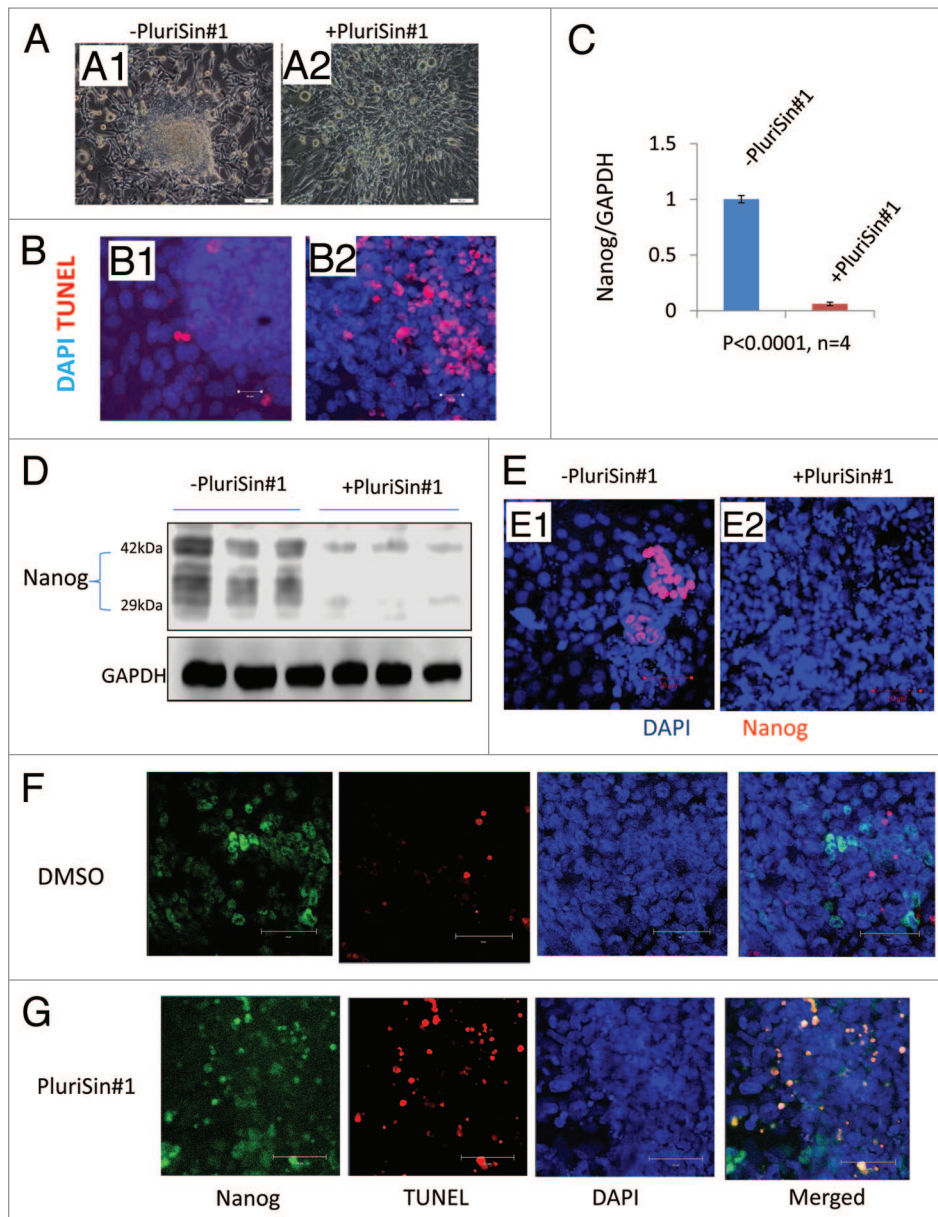 A
-PluriSin#1
+PluriSin#1
A1
A2
B
DAPI TUNEL
B1
B2
C
-PluriSin#1
+PluriSin#1
Nanog/GAPDH
1.5
1
0.5
0
P<0.0001, n=4
D
-PluriSin#1
+PluriSin#1
Nanog
42kDa
29kDa
GAPDH
E
-PluriSin#1
+PluriSin#1
E1
E2
DAPI
Nanog
F
DMSO
G
PluriSin#1
Nanog
TUNEL
DAPI
Merged